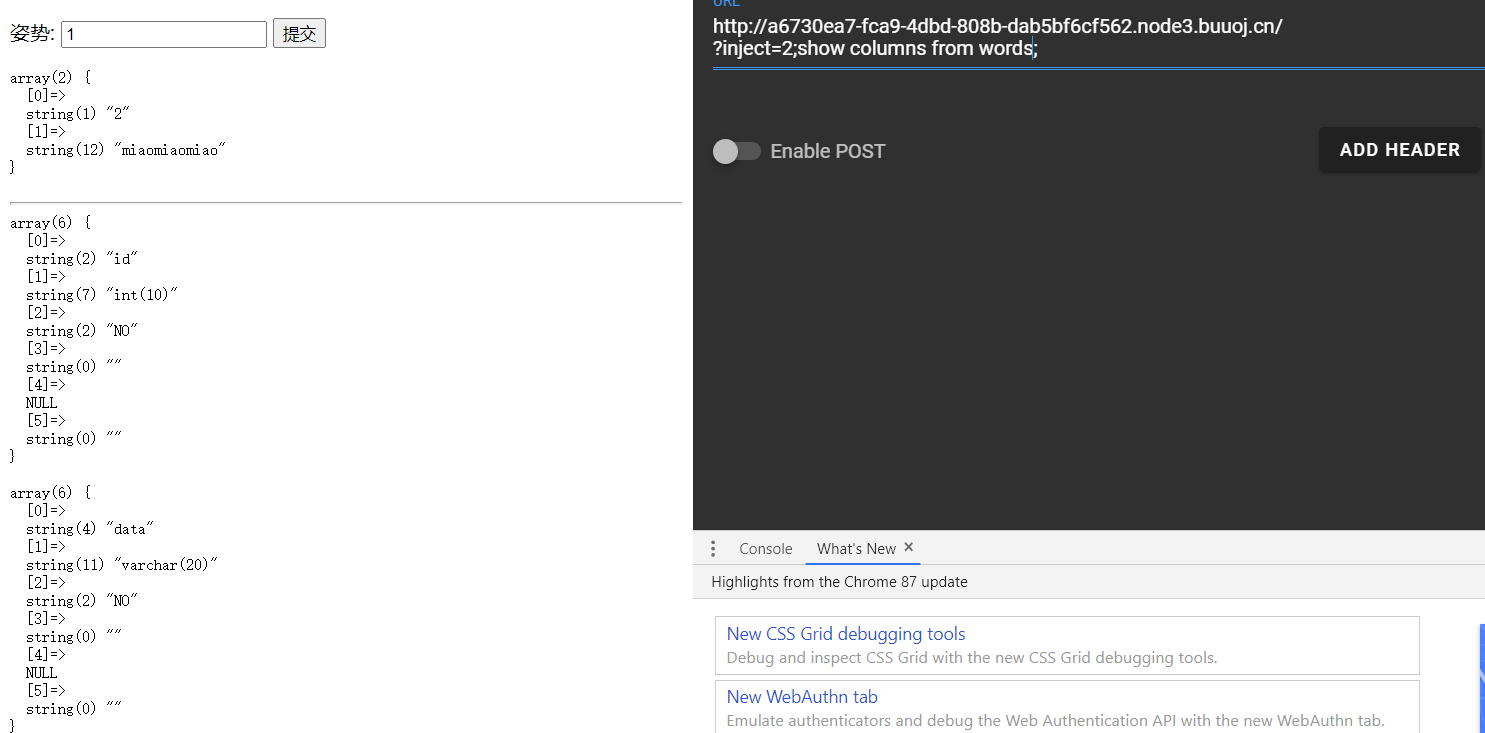 姿势: 1 提交
array(2) {
[0]=>
string(1) "2"
[1]=>
string(12) "miaomiaomiao"
}
array(6) {
[0]=>
string(2) "id"
[1]=>
string(7) "int(10)"
[2]=>
string(2) "NO"
[3]=>
string(0) ""
[4]=>
NULL
[5]=>
string(0) ""
}
array(6) {
[0]=>
string(4) "data"
[1]=>
string(11) "varchar(20)"
[2]=>
string(2) "NO"
[3]=>
string(0) ""
[4]=>
NULL
[5]=>
string(0) ""
}
URL
http://a6730ea7-fca9-4dbd-808b-dab5bf6cf562.node3.buuoj.cn/
?inject=2;show columns from words;
Enable POST
ADD HEADER
Console What's New ×
Highlights from the Chrome 87 update
New CSS Grid debugging tools
Debug and inspect CSS Grid with the new CSS Grid debugging tools.
New WebAuthn tab
Emulate authenticators and debug the Web Authentication API with the new WebAuthn tab.